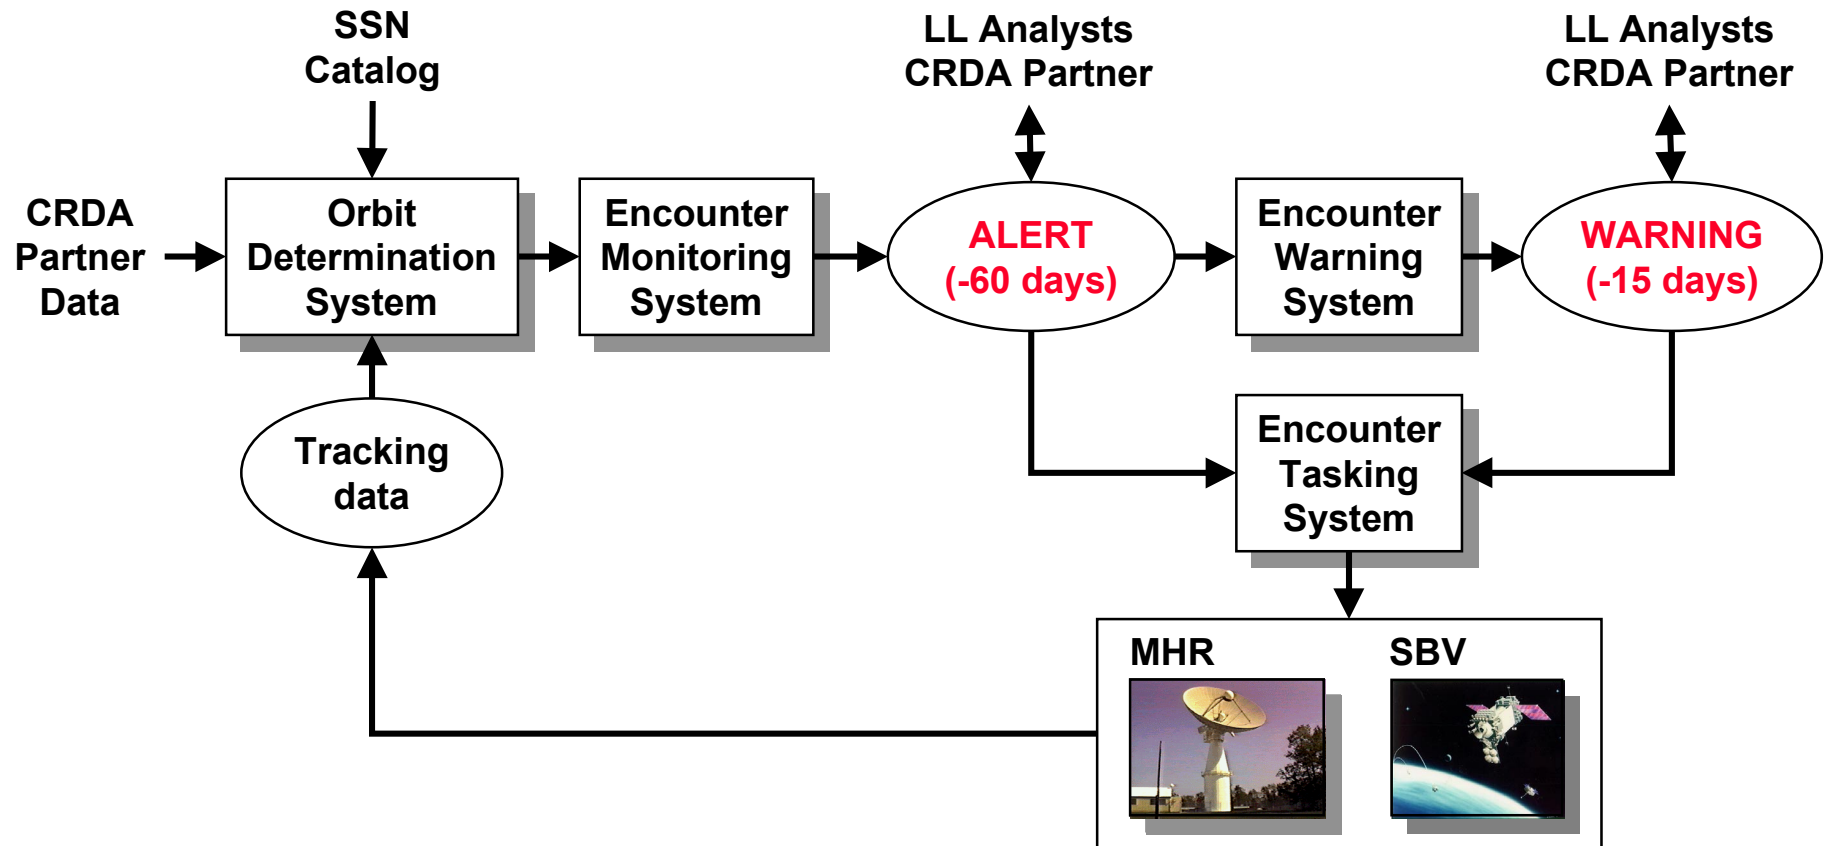 SSN
Catalog
LL Analysts
CRDA Partner
LL Analysts
CRDA Partner
CRDA
Partner
Data
Orbit
Determination
System
Encounter
Monitoring
System
ALERT
(-60 days)
Encounter
Warning
System
WARNING
(-15 days)
Tracking
data
Encounter
Tasking
System
MHR
SBV